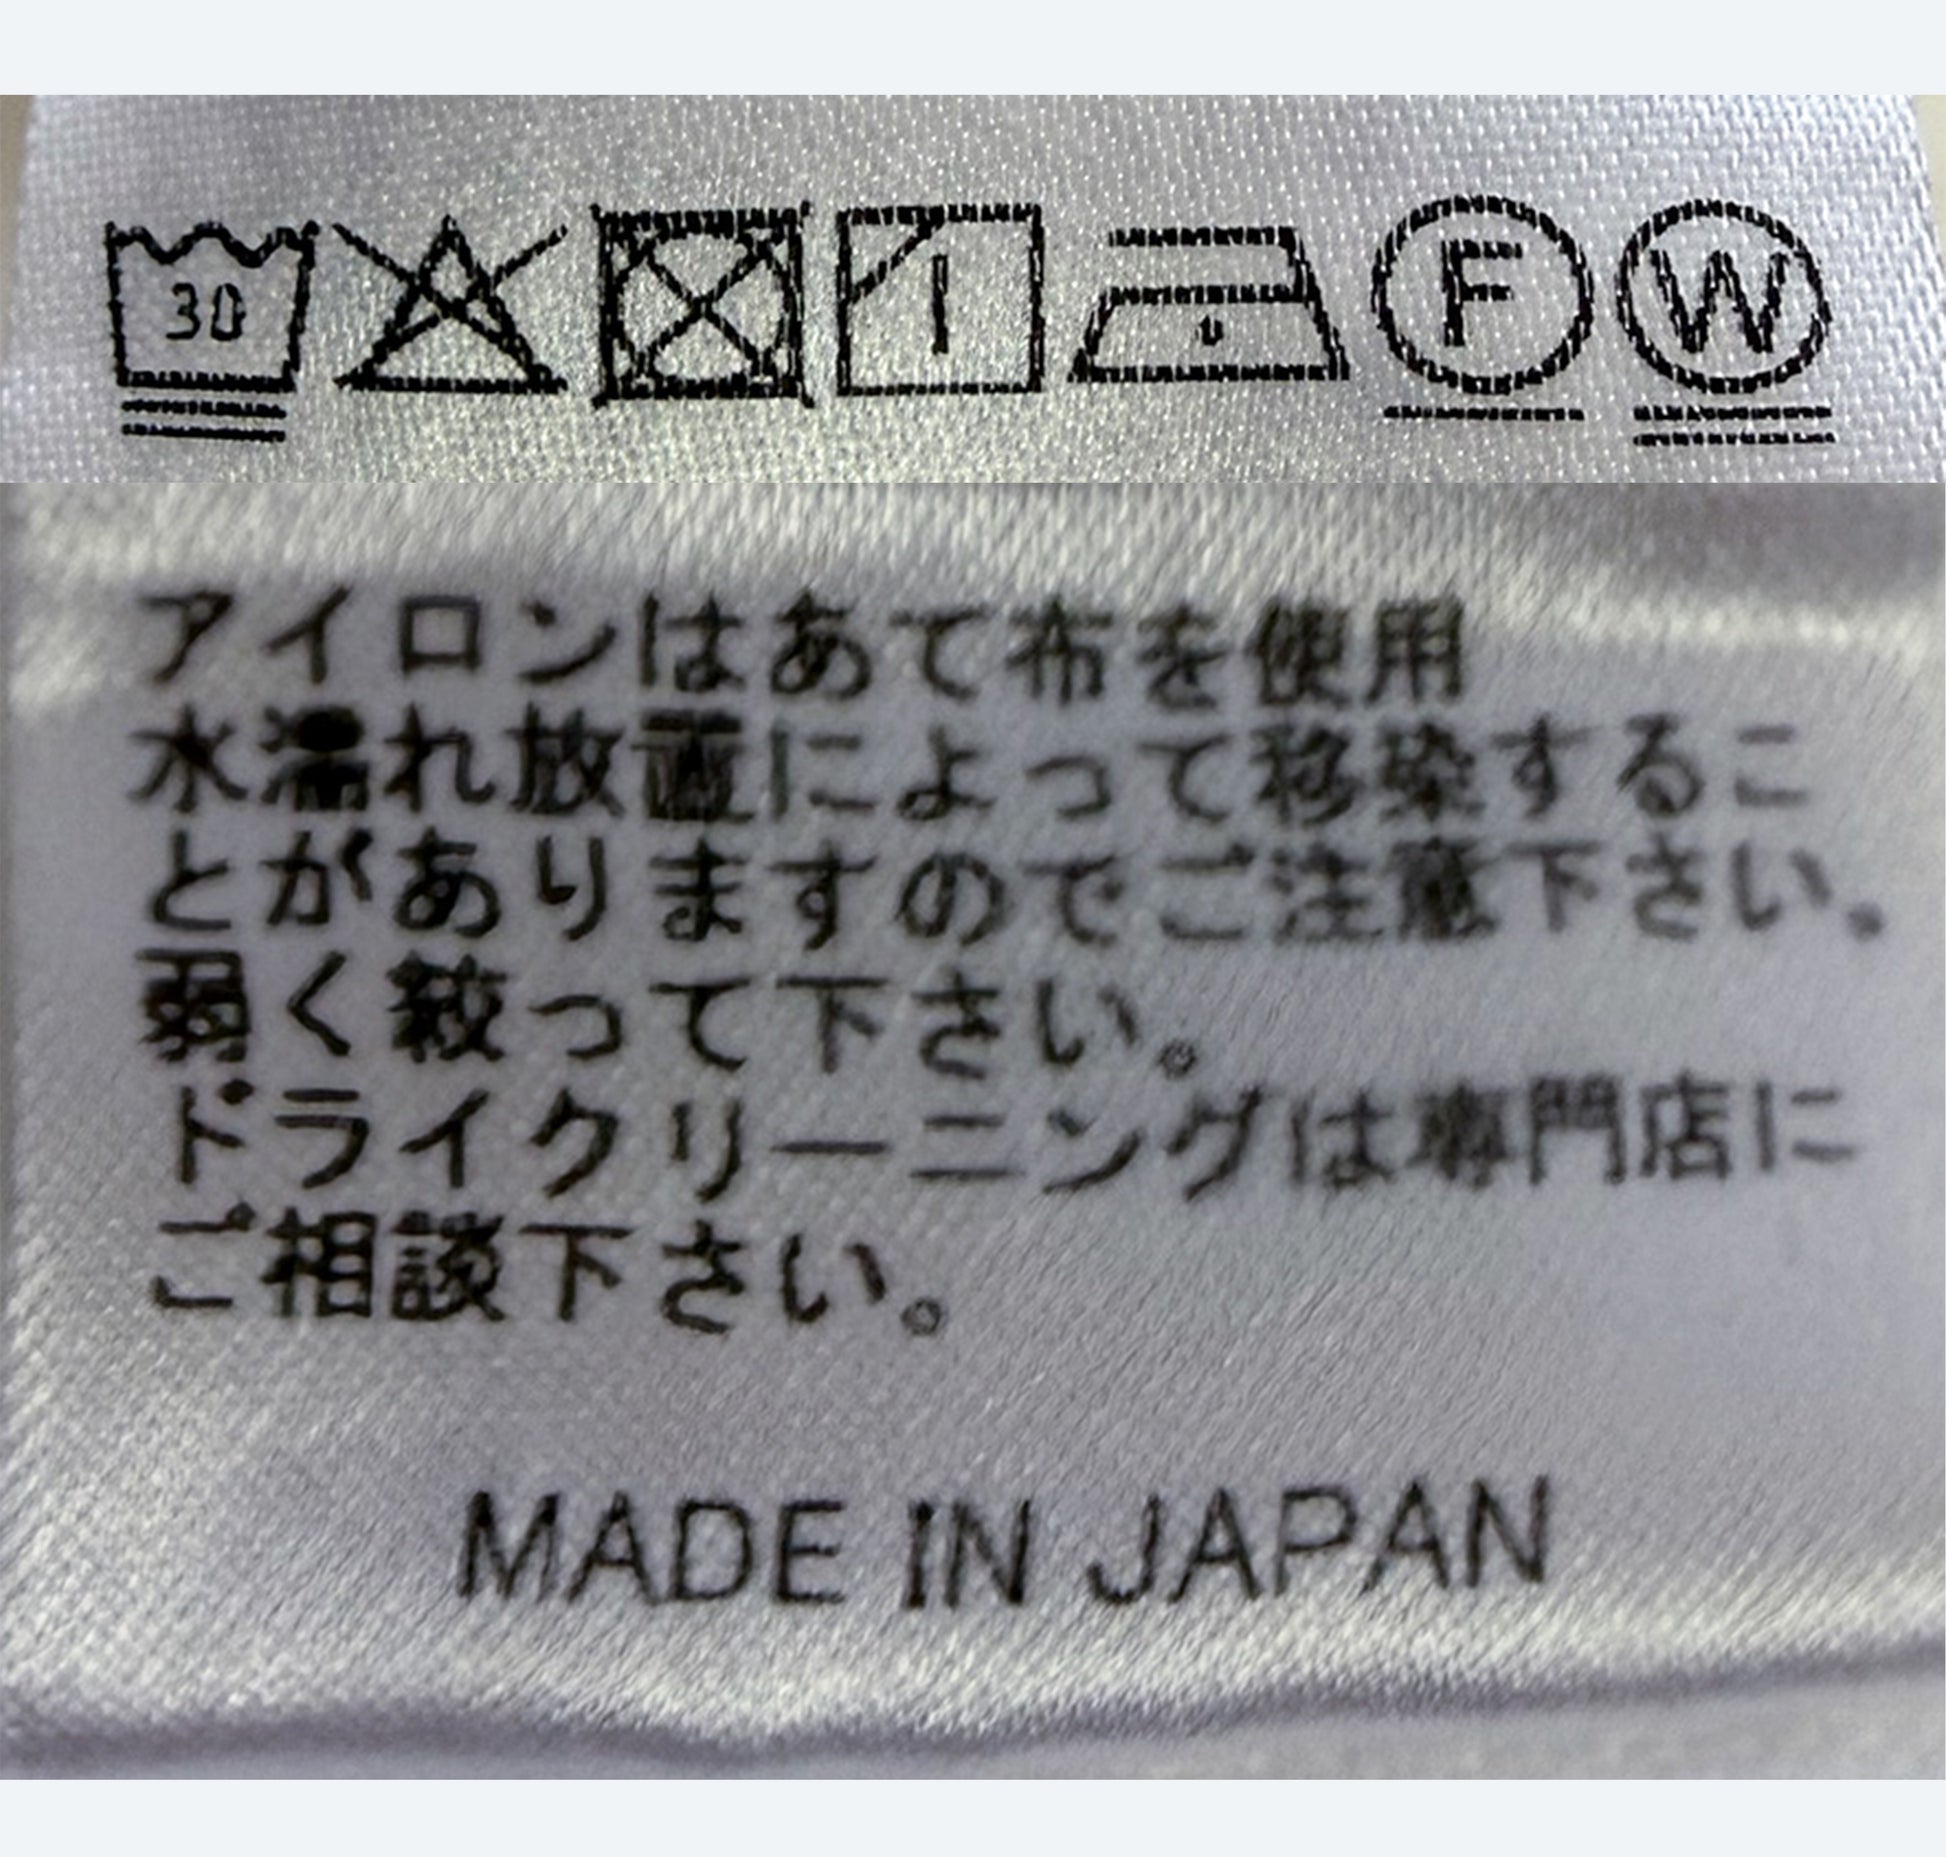 30
F W
アイロンはあて布を使用
水濡れ放置によって移染するこ
とがありますのでご注意下さい。
弱く絞って下さい。
ドライクリーニングは専門店に
ご相談下さい。
MADE IN JAPAN